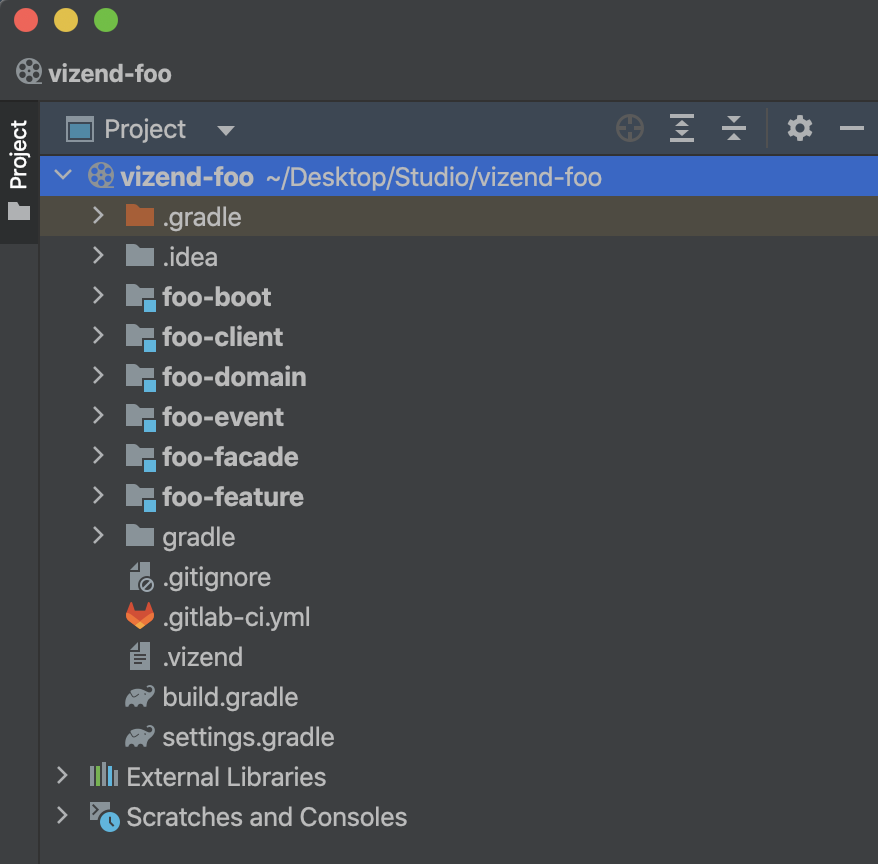 vizend-foo
Project
Project
vizend-foo ~/Desktop/Studio/vizend-foo
.gradle
.idea
foo-boot
foo-client
foo-domain
foo-event
foo-facade
foo-feature
gradle
.gitignore
.gitlab-ci.yml
.vizend
build.gradle
settings.gradle
External Libraries
Scratches and Consoles